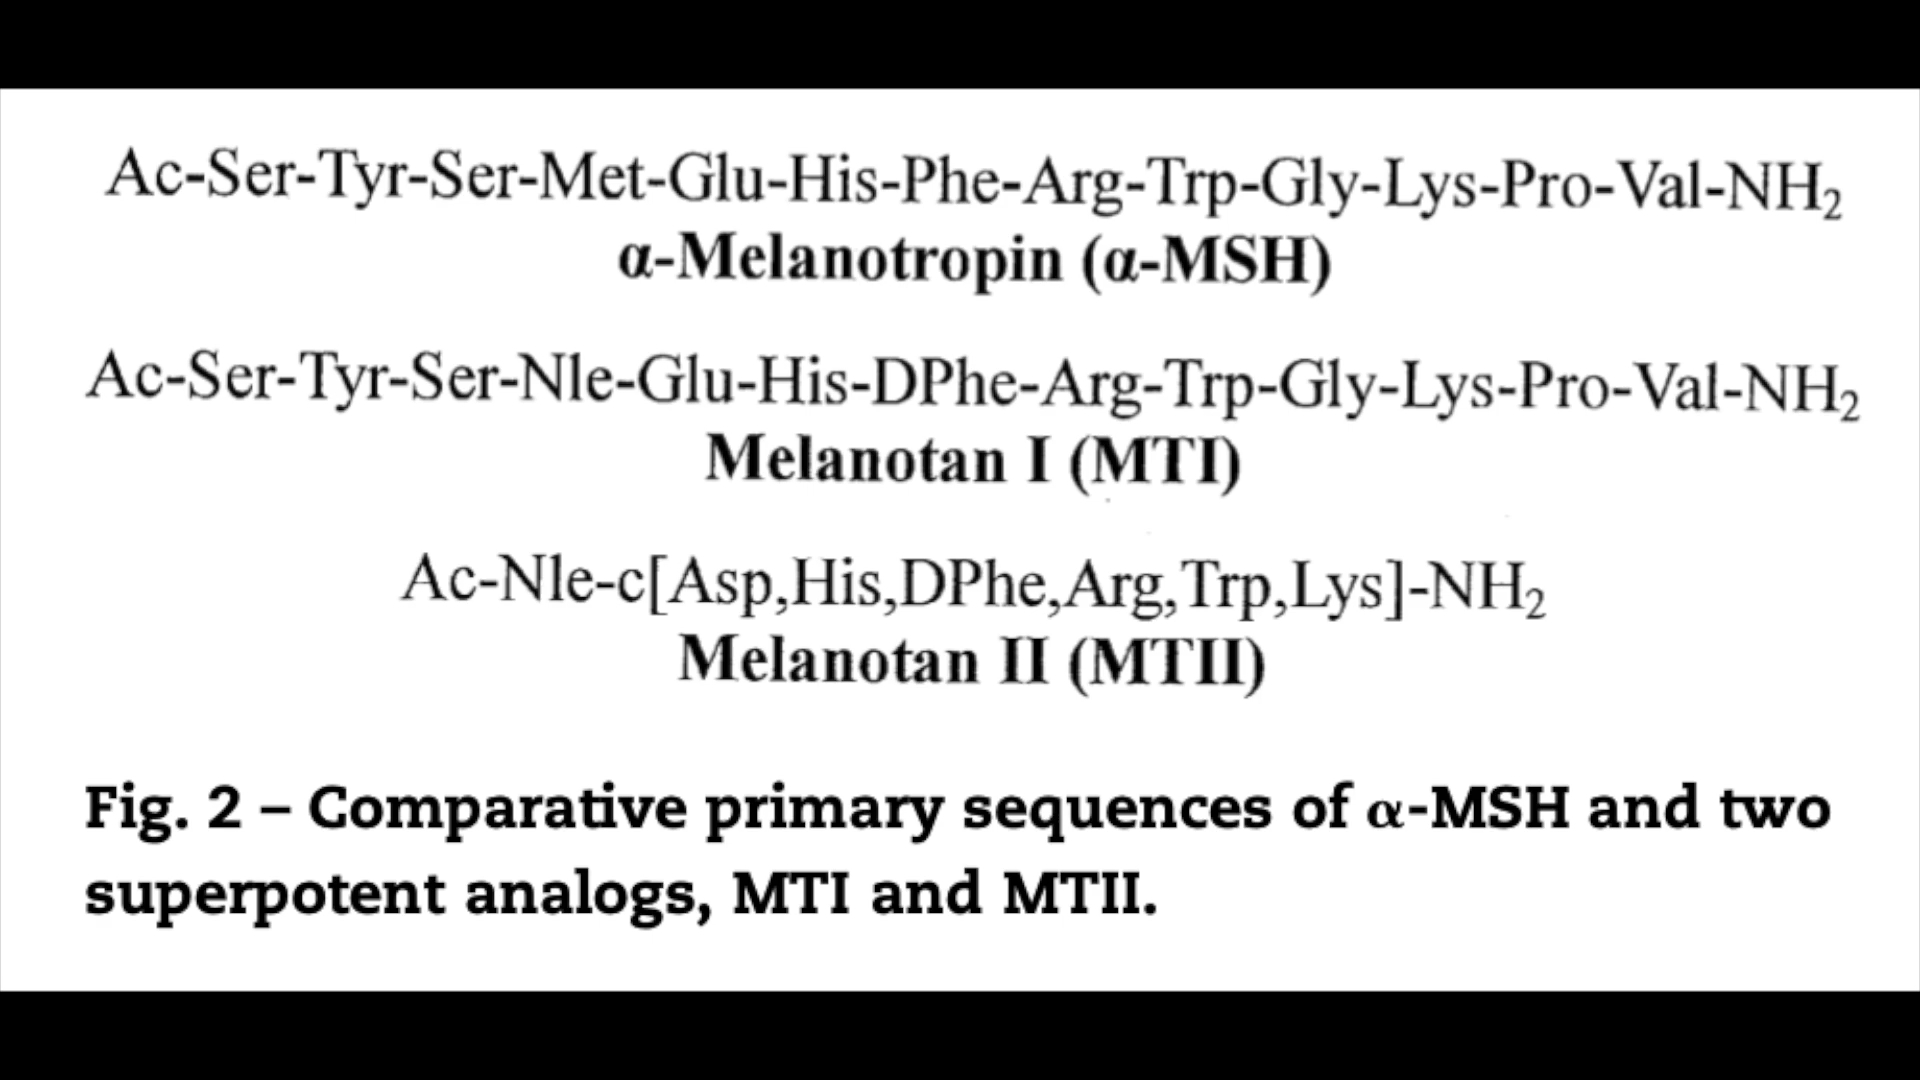 Ac-Ser-Tyr-Ser-Met-Glu-His-Phe-Arg-Trp-Gly-Lys-Pro-Val-NH₂
α-Melanotropin (α-MSH)
Ac-Ser-Tyr-Ser-Nle-Glu-His-DPhe-Arg-Trp-Gly-Lys-Pro-Val-NH₂
Melanotan I (MTI)
Ac-Nle-c[Asp,His,DPhe,Arg,Trp,Lys]-NH₂
Melanotan II (MTII)
Fig. 2 – Comparative primary sequences of α-MSH and two
superpotent analogs, MTI and MTII.